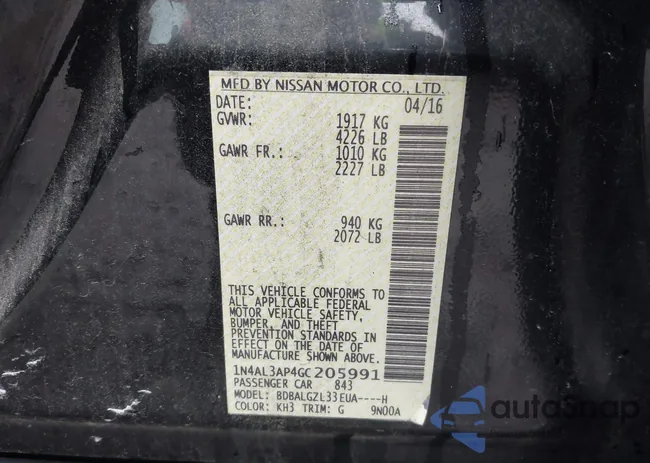 MFD BY NISSAN MOTOR CO., LTD.
DATE: 04/16
GVWR: 1917 KG
4226 LB
GAWR FR.: 1010 KG
2227 LB
GAWR RR.: 940 KG
2072 LB
THIS VEHICLE CONFORMS TO
ALL APPLICABLE FEDERAL
MOTOR VEHICLE SAFETY,
BUMPER, AND THEFT
PREVENTION STANDARDS IN
EFFECT ON THE DATE OF
MANUFACTURE SHOWN ABOVE.
1N4AL3AP4GC205991
PASSENGER CAR 843
MODEL: BDBALGZL33EUA----H
COLOR: KH3 TRIM: G 9N00A
autoSnap